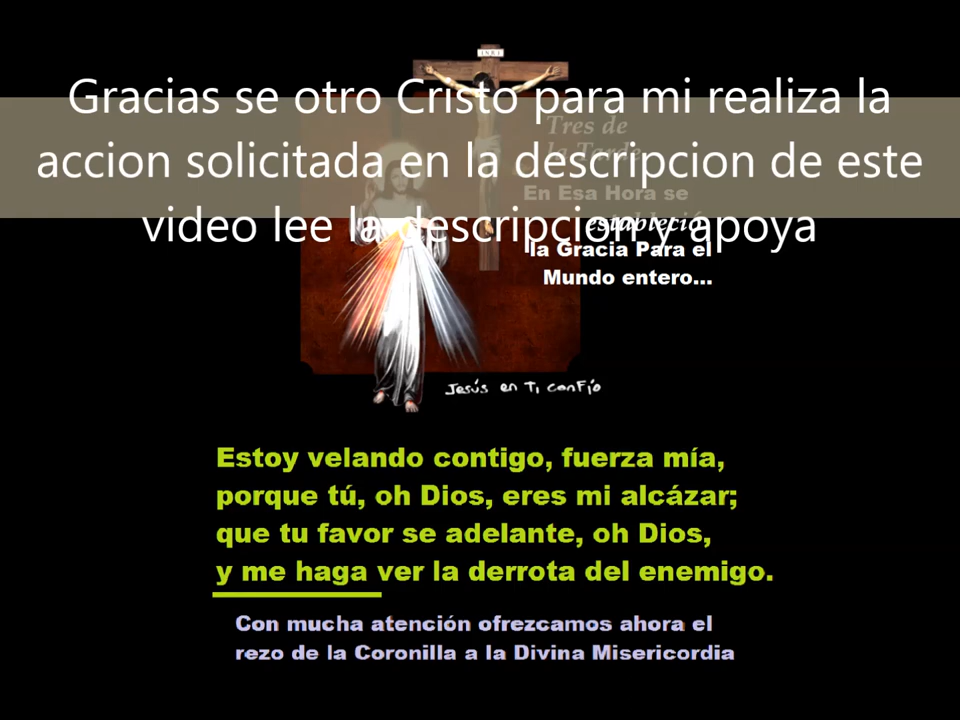 INRI
Gracias se otro Cristo para mi realiza la
accion solicitada en la descripcion de este
video lee la descripcion y apoya
Tres de
la Tarde
En Esa Hora se
estableció
la Gracia Para el
Mundo entero...
Jesús en Ti confío
Estoy velando contigo, fuerza mía,
porque tú, oh Dios, eres mi alcázar;
que tu favor se adelante, oh Dios,
y me haga ver la derrota del enemigo.
Con mucha atención ofrezcamos ahora el
rezo de la Coronilla a la Divina Misericordia